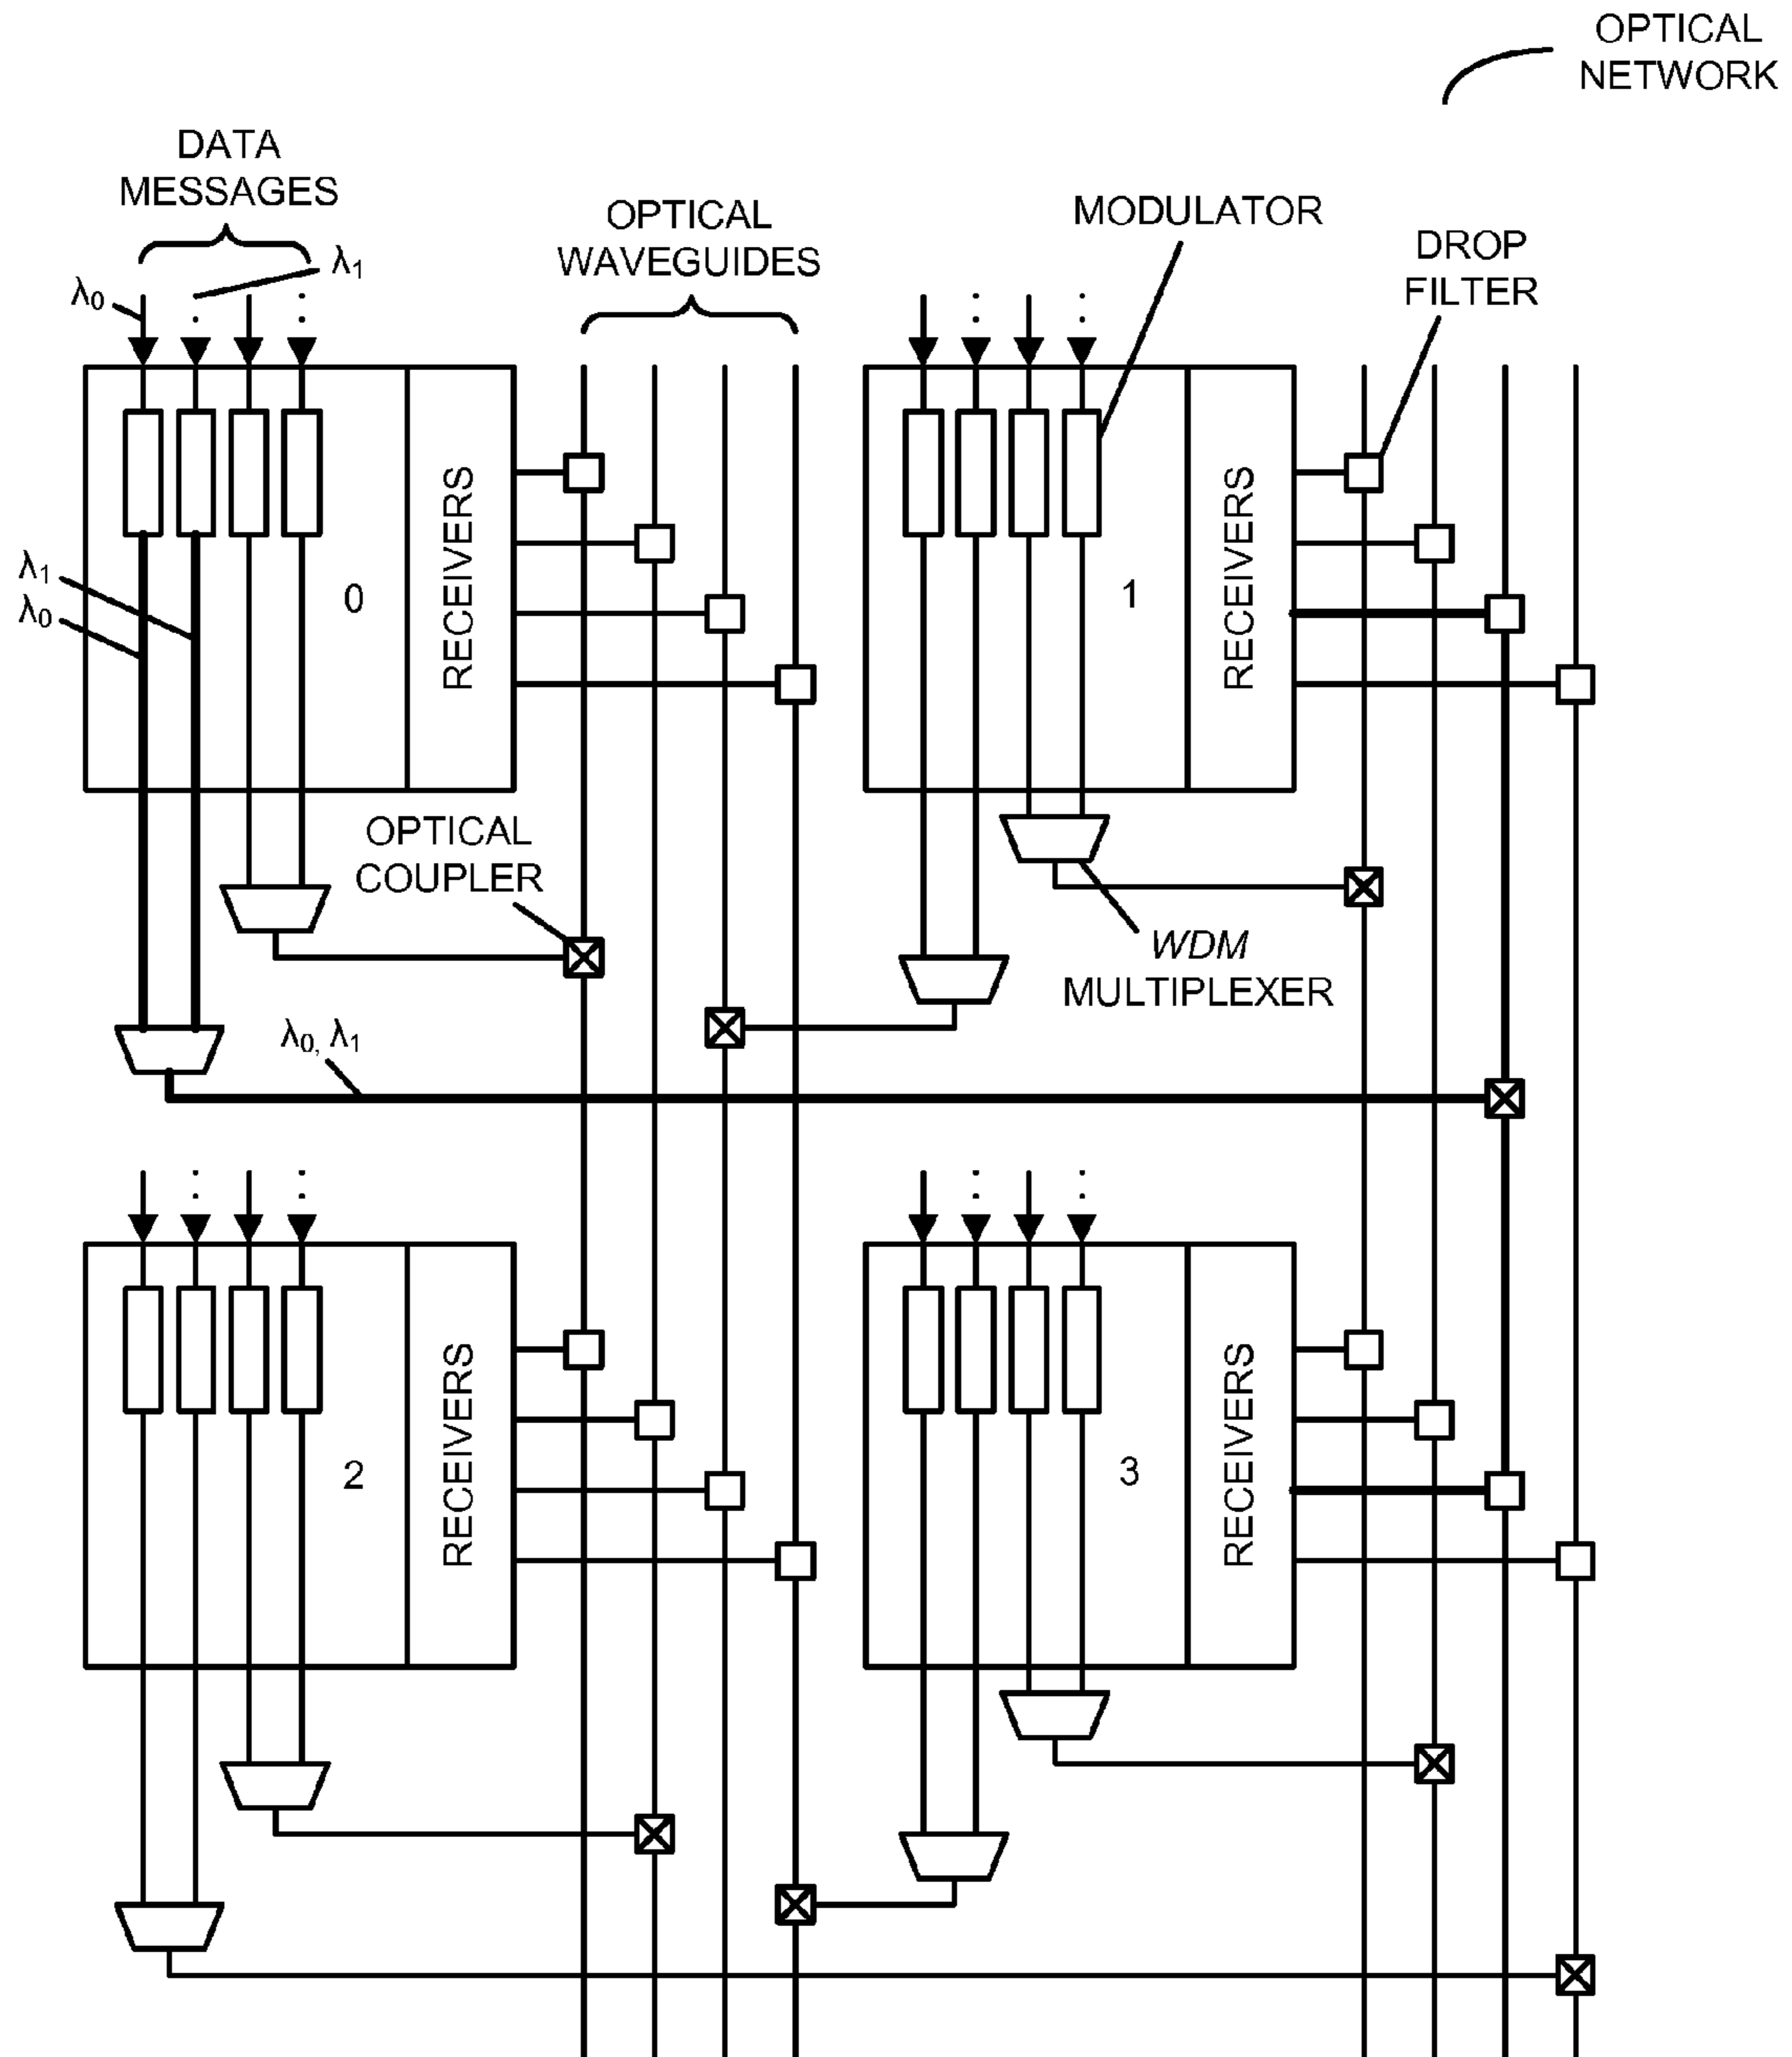 OPTICAL
NETWORK
DATA
MESSAGES
λ0
λ1
OPTICAL
WAVEGUIDES
MODULATOR
DROP
FILTER
λ1
λ0
0
RECEIVERS
1
RECEIVERS
OPTICAL
COUPLER
WDM
MULTIPLEXER
λ0, λ1
2
RECEIVERS
3
RECEIVERS